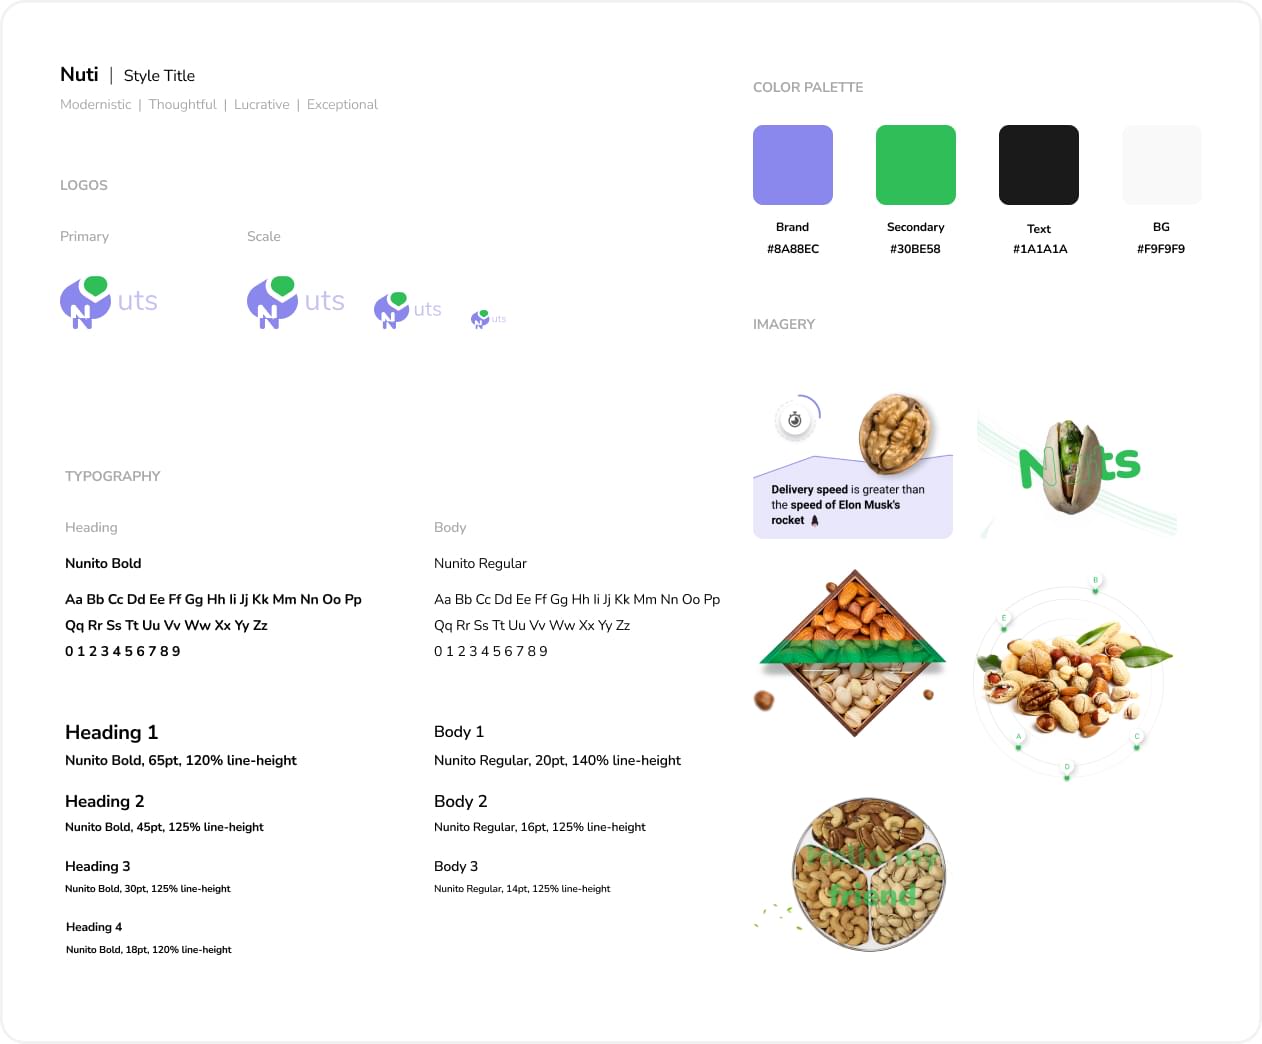 Nuti | Style Title
Modernistic | Thoughtful | Lucrative | Exceptional
LOGOS
Primary
Scale
N uts
N uts
N uts
N uts
TYPOGRAPHY
Heading
Nunito Bold
Aa Bb Cc Dd Ee Ff Gg Hh Ii Jj Kk Mm Nn Oo Pp
Qq Rr Ss Tt Uu Vv Ww Xx Yy Zz
0 1 2 3 4 5 6 7 8 9
Heading 1
Nunito Bold, 65pt, 120% line-height
Heading 2
Nunito Bold, 45pt, 125% line-height
Heading 3
Nunito Bold, 30pt, 125% line-height
Heading 4
Nunito Bold, 18pt, 120% line-height
Body
Nunito Regular
Aa Bb Cc Dd Ee Ff Gg Hh Ii Jj Kk Mm Nn Oo Pp
Qq Rr Ss Tt Uu Vv Ww Xx Yy Zz
0 1 2 3 4 5 6 7 8 9
Body 1
Nunito Regular, 20pt, 140% line-height
Body 2
Nunito Regular, 16pt, 125% line-height
Body 3
Nunito Regular, 14pt, 125% line-height
COLOR PALETTE
Brand
#8A88EC
Secondary
#30BE58
Text
#1A1A1A
BG
#F9F9F9
IMAGERY
Delivery speed is greater than
the speed of Elon Musk's
rocket
Nuts
B
E
A
C
D
Hello my
friend